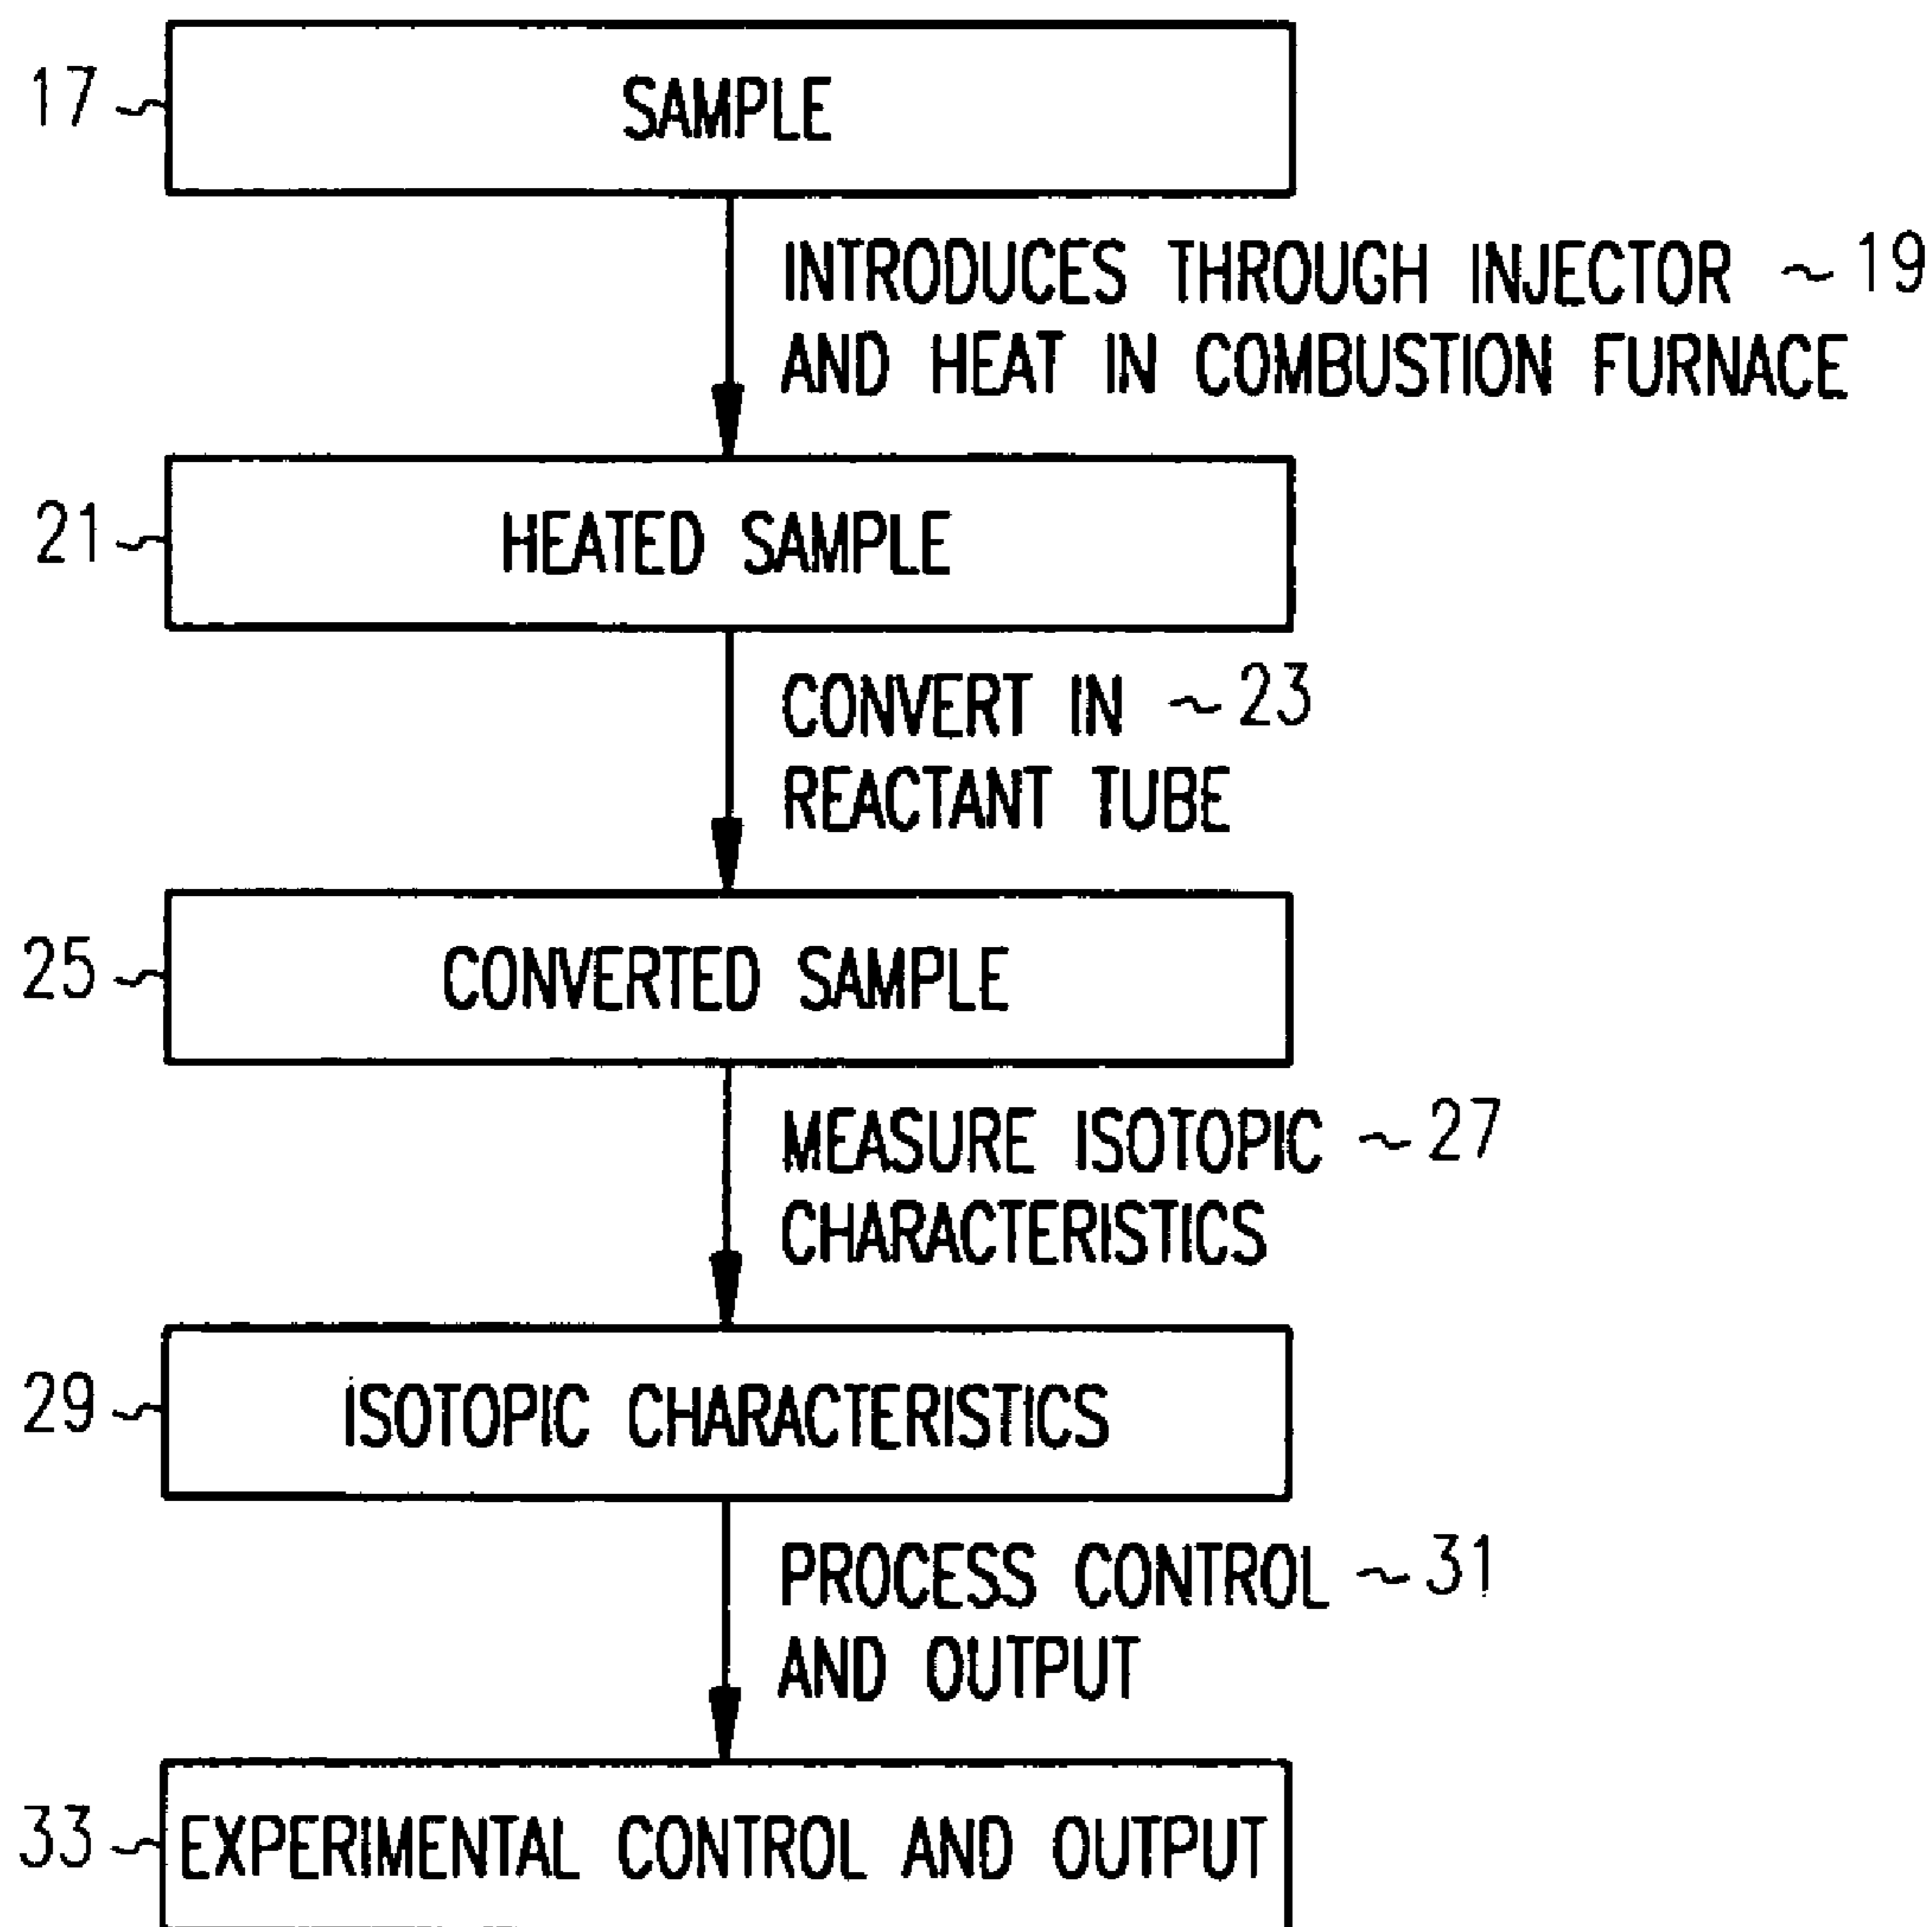 17 SAMPLE
INTRODUCES THROUGH INJECTOR ~19
AND HEAT IN COMBUSTION FURNACE
21 HEATED SAMPLE
CONVERT IN ~23
REACTANT TUBE
25 CONVERTED SAMPLE
MEASURE ISOTOPIC ~27
CHARACTERISTICS
29 ISOTOPIC CHARACTERISTICS
PROCESS CONTROL ~31
AND OUTPUT
33 EXPERIMENTAL CONTROL AND OUTPUT